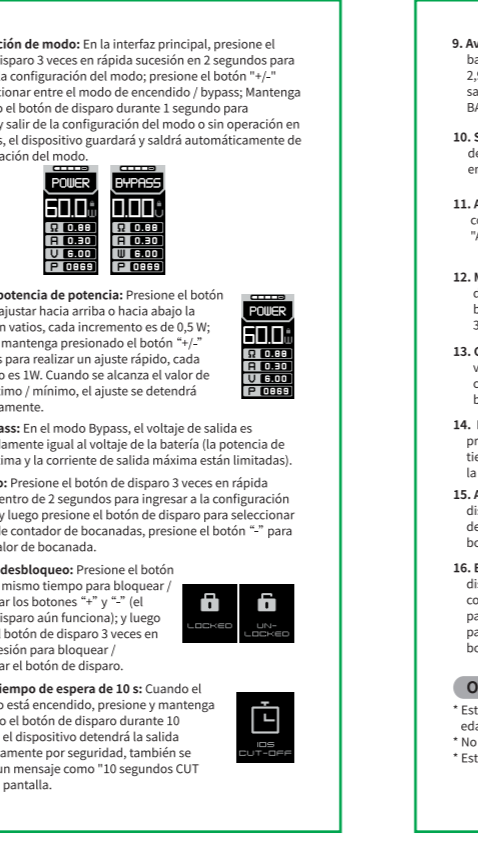 ción de modo: En la interfaz principal, presione el
isparo 3 veces en rápida sucesión en 2 segundos para
la configuración del modo; presione el botón "+/-"
cionar entre el modo de encendido / bypass; Mantenga
o el botón de disparo durante 1 segundo para
y salir de la configuración del modo o sin operación en
s, el dispositivo guardará y saldrá automáticamente de
ración del modo.
POWER
60.0W
Ω 0.88
A 0.30
V 6.00
P 0869
BYPASS
0.00V
Ω 0.88
A 0.30
W 6.00
P 0869
potencia de potencia: Presione el botón
ajustar hacia arriba o hacia abajo la
n vatios, cada incremento es de 0,5 W;
mantenga presionado el botón "+/-"
s para realizar un ajuste rápido, cada
o es 1W. Cuando se alcanza el valor de
timo / mínimo, el ajuste se detendrá
camente.
POWER
60.0W
Ω 0.88
A 0.30
V 6.00
P 0869
ass: En el modo Bypass, el voltaje de salida es
damente igual al voltaje de la batería (la potencia de
xima y la corriente de salida máxima están limitadas).
o: Presione el botón de disparo 3 veces en rápida
entro de 2 segundos para ingresar a la configuración
y luego presione el botón de disparo para seleccionar
de contador de bocanadas, presione el botón "-" para
alor de bocanada.
desbloqueo: Presione el botón
mismo tiempo para bloquear /
ar los botones "+" y "-" (el
isparo aún funciona); y luego
l botón de disparo 3 veces en
esión para bloquear /
ar el botón de disparo.
LOCKED
UN-
LOCKED
iempo de espera de 10 s: Cuando el
o está encendido, presione y mantenga
o el botón de disparo durante 10
el dispositivo detendrá la salida
camente por seguridad, también se
un mensaje como "10 segundos CUT
pantalla.
10S
CUT-OFF
9. Av
ba
2,
sa
BA
10. S
de
en
11. A
co
"A
12. M
b
3
13. C
v
b
14.
pr
tie
la
15. A
dis
de
bo
16. E
dis
co
pa
pa
bo
O
* Est
eda
* No
* Est